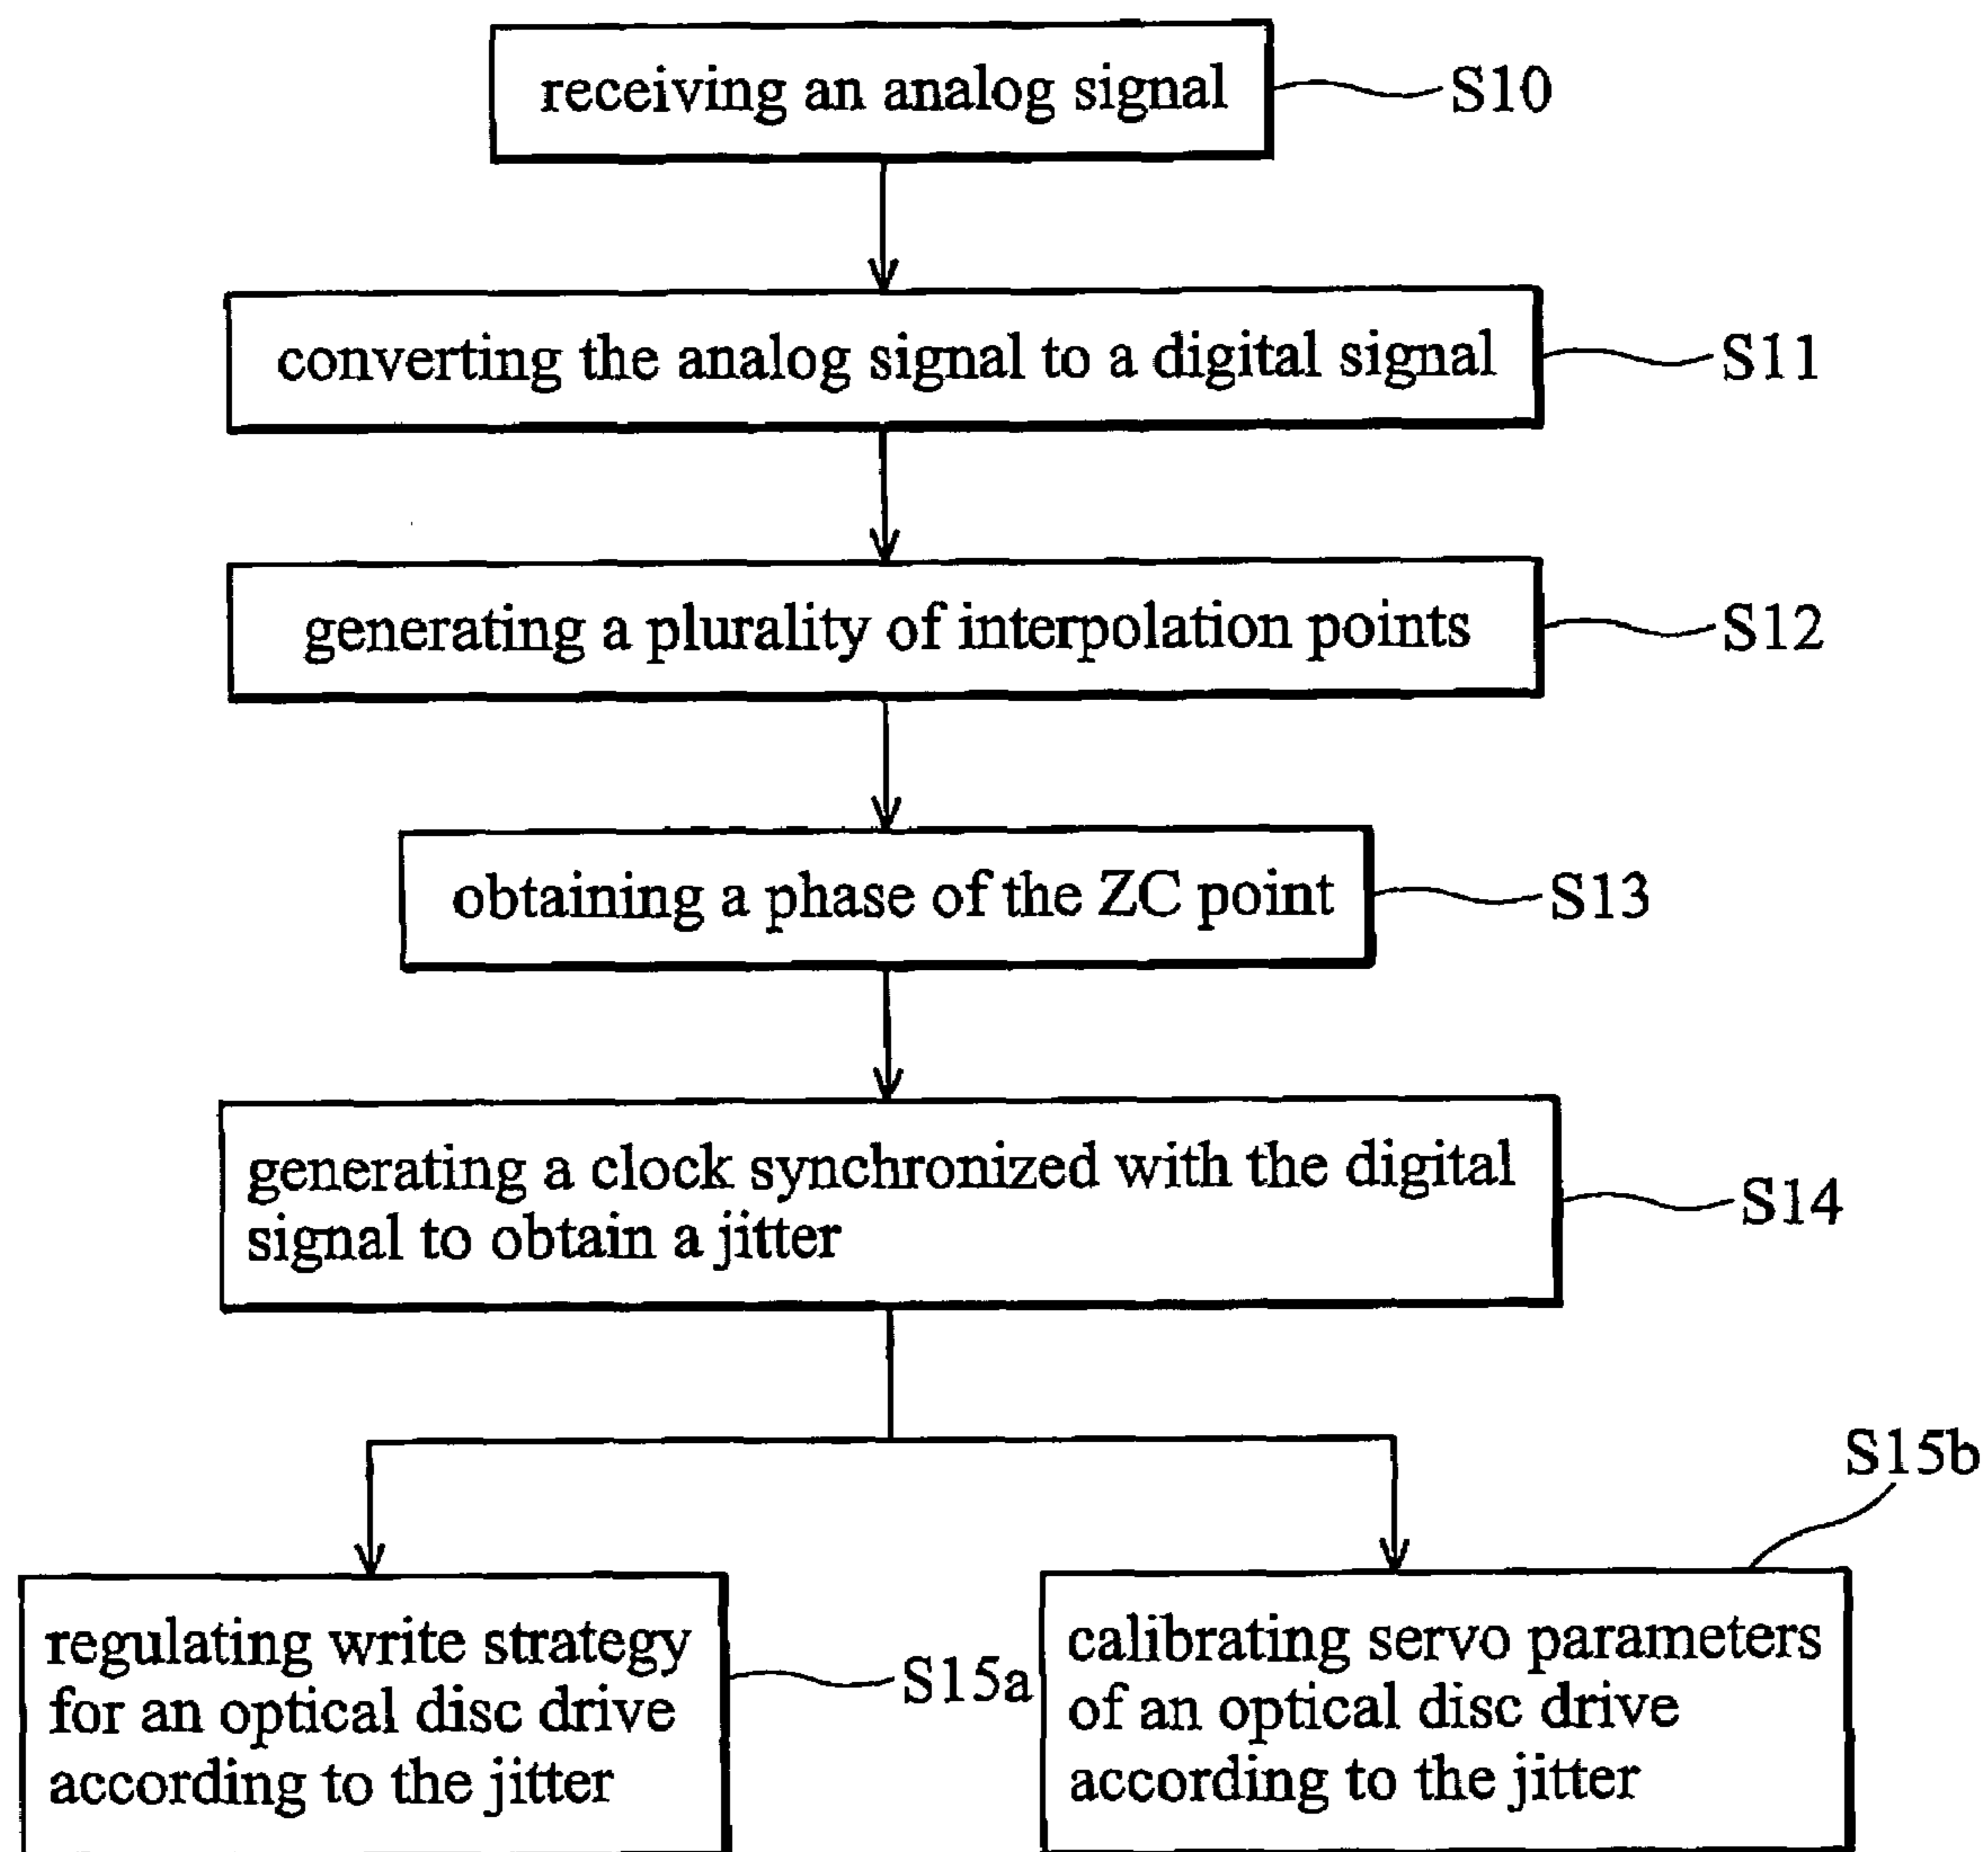 receiving an analog signal
S10
converting the analog signal to a digital signal
S11
generating a plurality of interpolation points
S12
obtaining a phase of the ZC point
S13
generating a clock synchronized with the digital
signal to obtain a jitter
S14
S15b
regulating write strategy
for an optical disc drive
according to the jitter
S15a
calibrating servo parameters
of an optical disc drive
according to the jitter